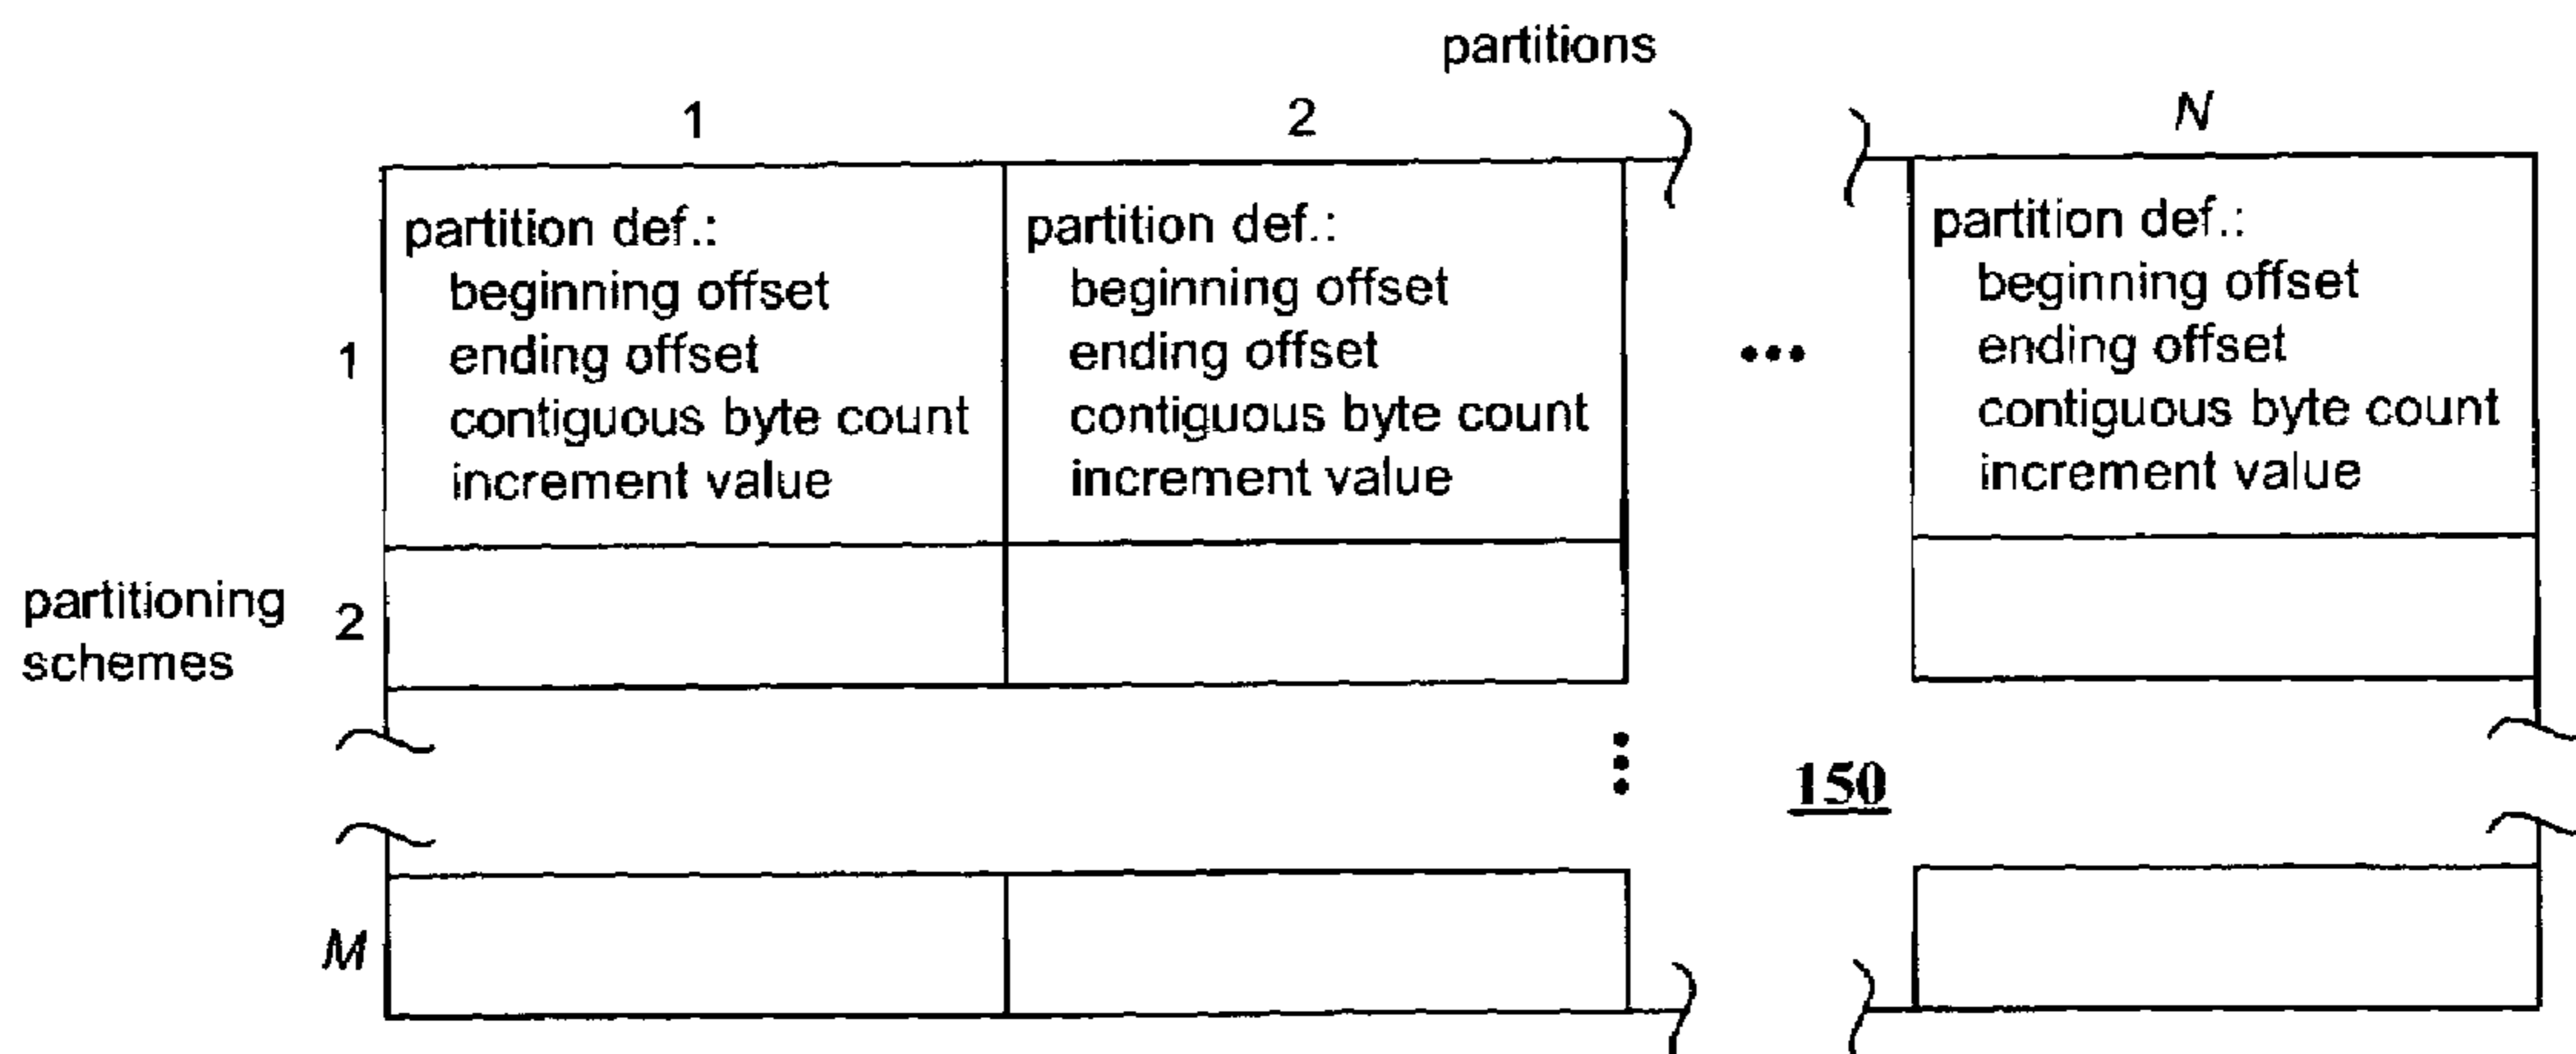 partitions
1 2 N
partition def.:
beginning offset
ending offset
contiguous byte count
increment value
partition def.:
beginning offset
ending offset
contiguous byte count
increment value
partition def.:
beginning offset
ending offset
contiguous byte count
increment value
1
•••
partitioning
schemes
2
150
M